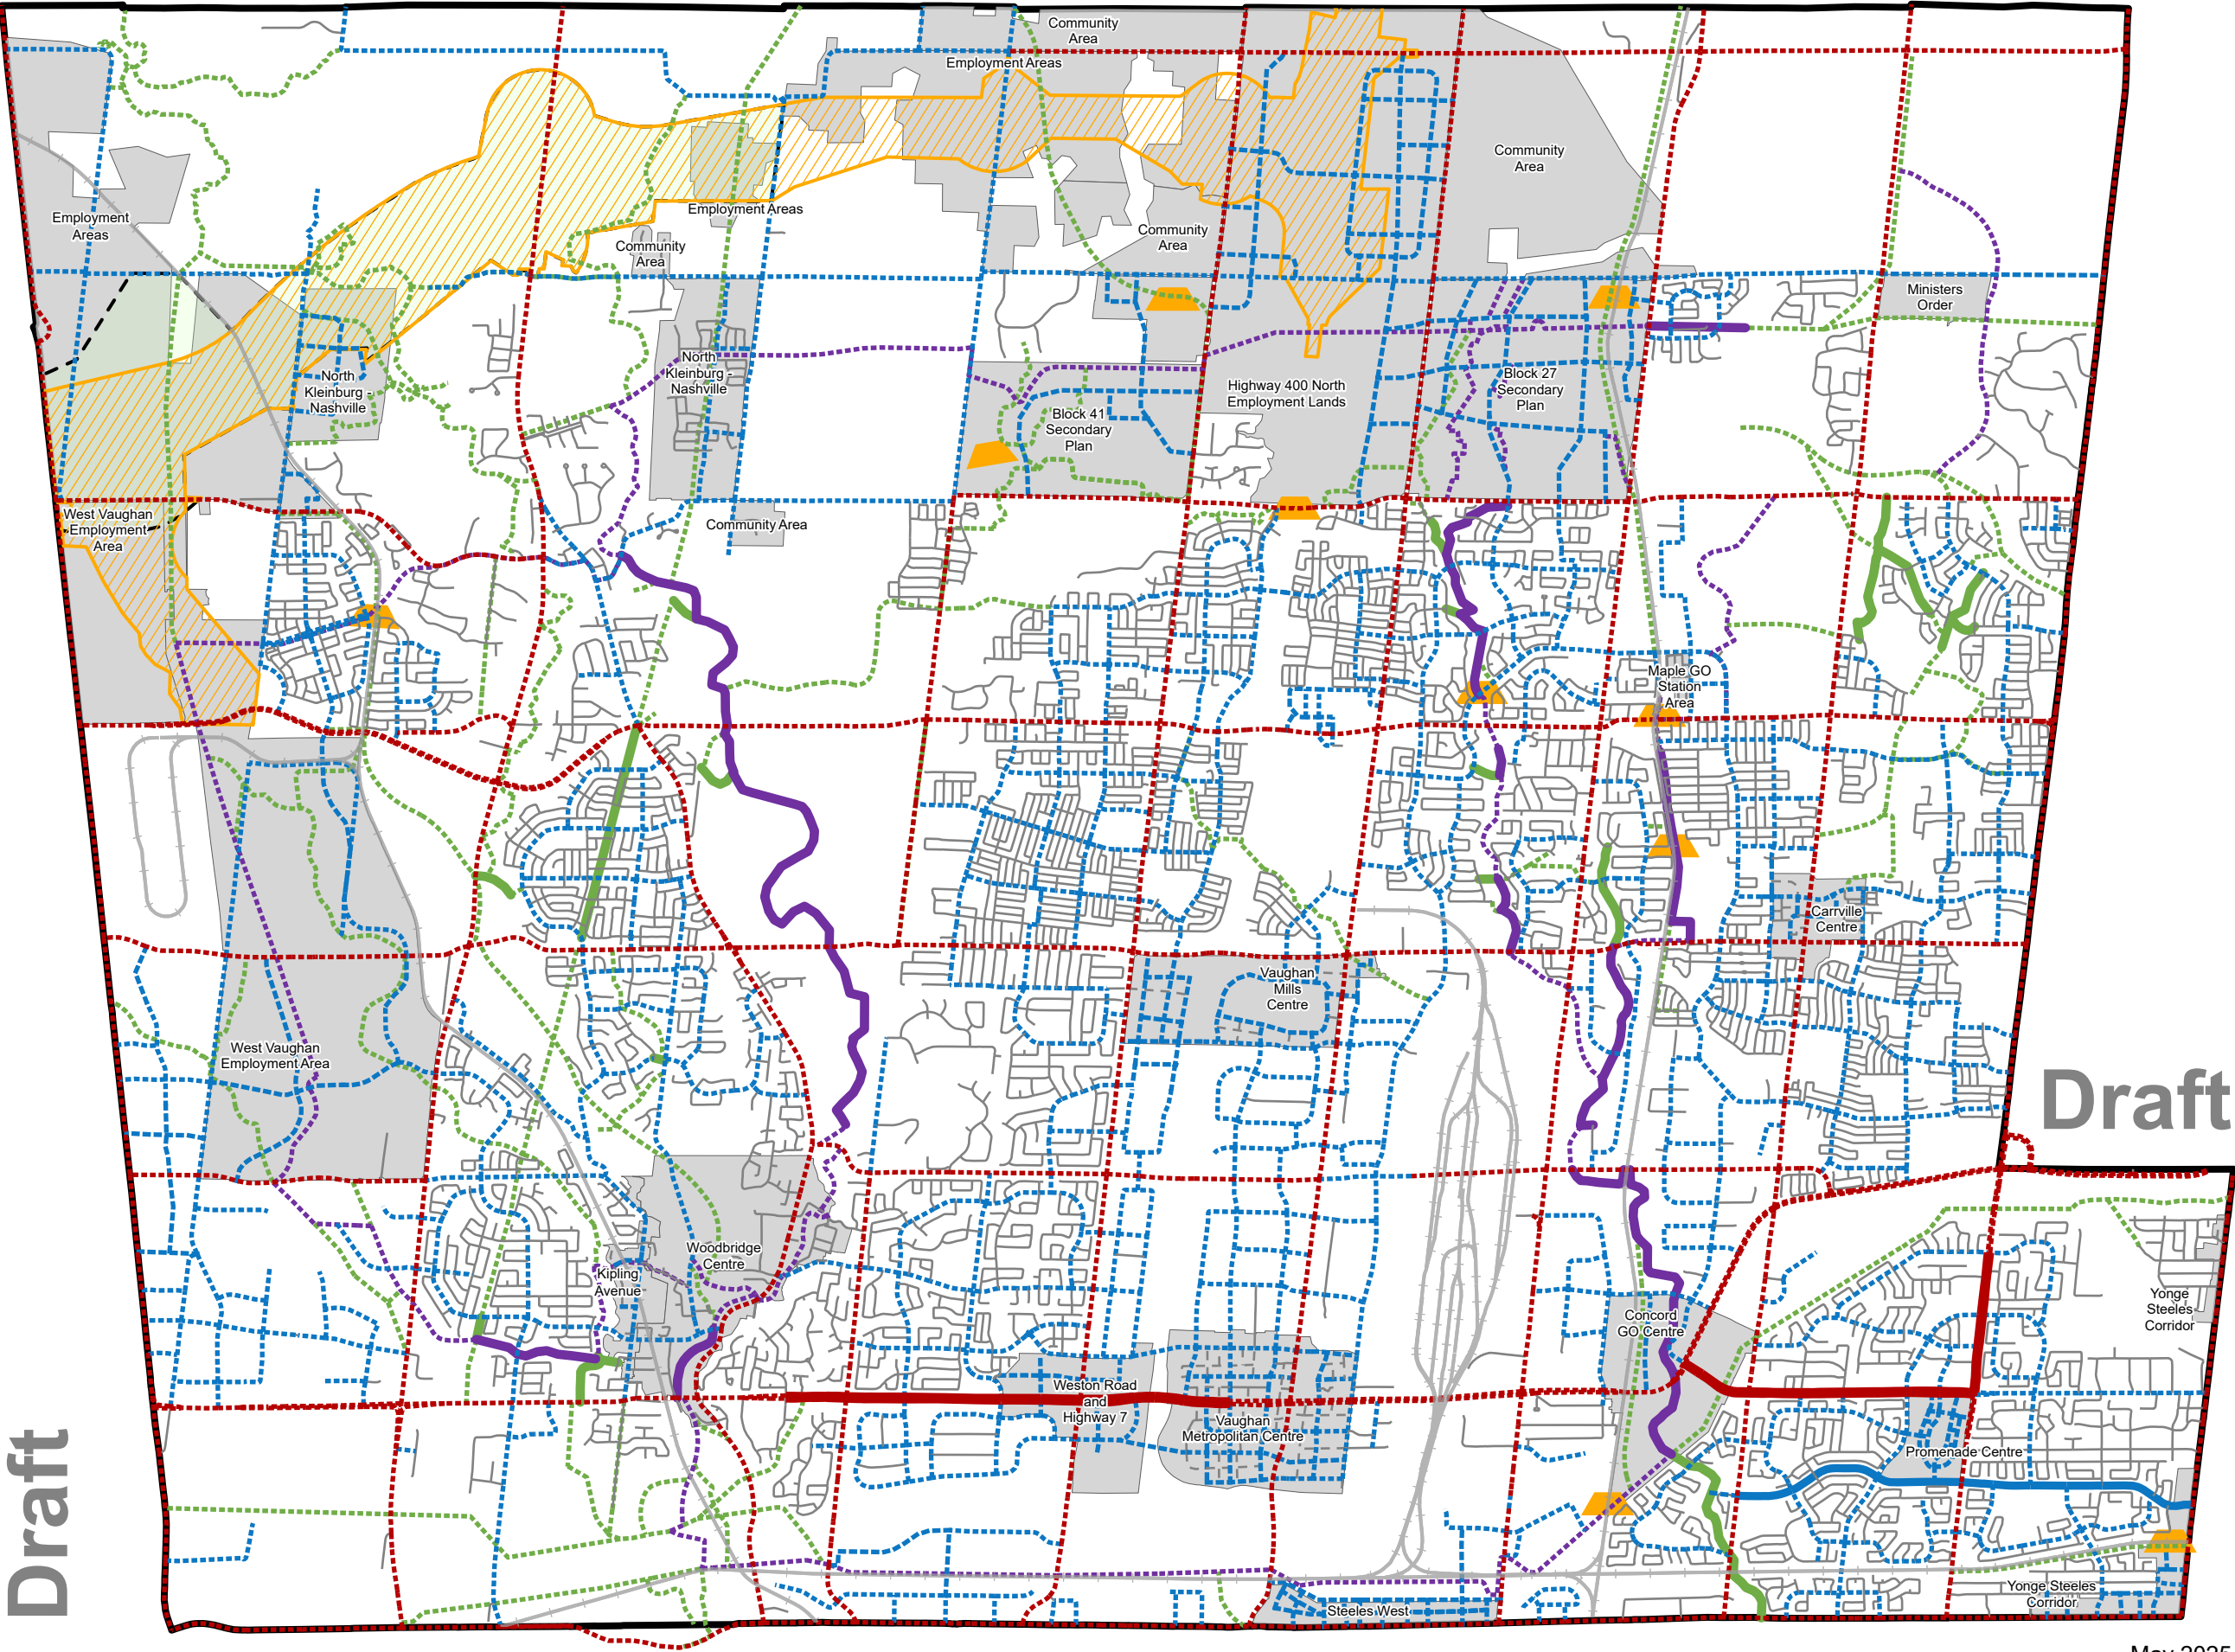 Community
Area
Employment Areas
Community
Area
Employment
Areas
Employment Areas
Community
Area
Community
Area
Ministers
Order
North
Kleinburg -
Nashville
North
Kleinburg -
Nashville
Highway 400 North
Employment Lands
Block 27
Secondary
Plan
Block 41
Secondary
Plan
West Vaughan
Employment
Area
Community Area
Maple GO
Station
Area
Carrville
Centre
Vaughan
Mills
Centre
West Vaughan
Employment Area
Draft
Woodbridge
Centre
Kipling
Avenue
Concord
GO Centre
Yonge
Steeles
Corridor
Weston Road
and
Highway 7
Vaughan
Metropolitan Centre
Promenade Centre
Draft
Yonge Steeles
Corridor
Steeles West
May 2025